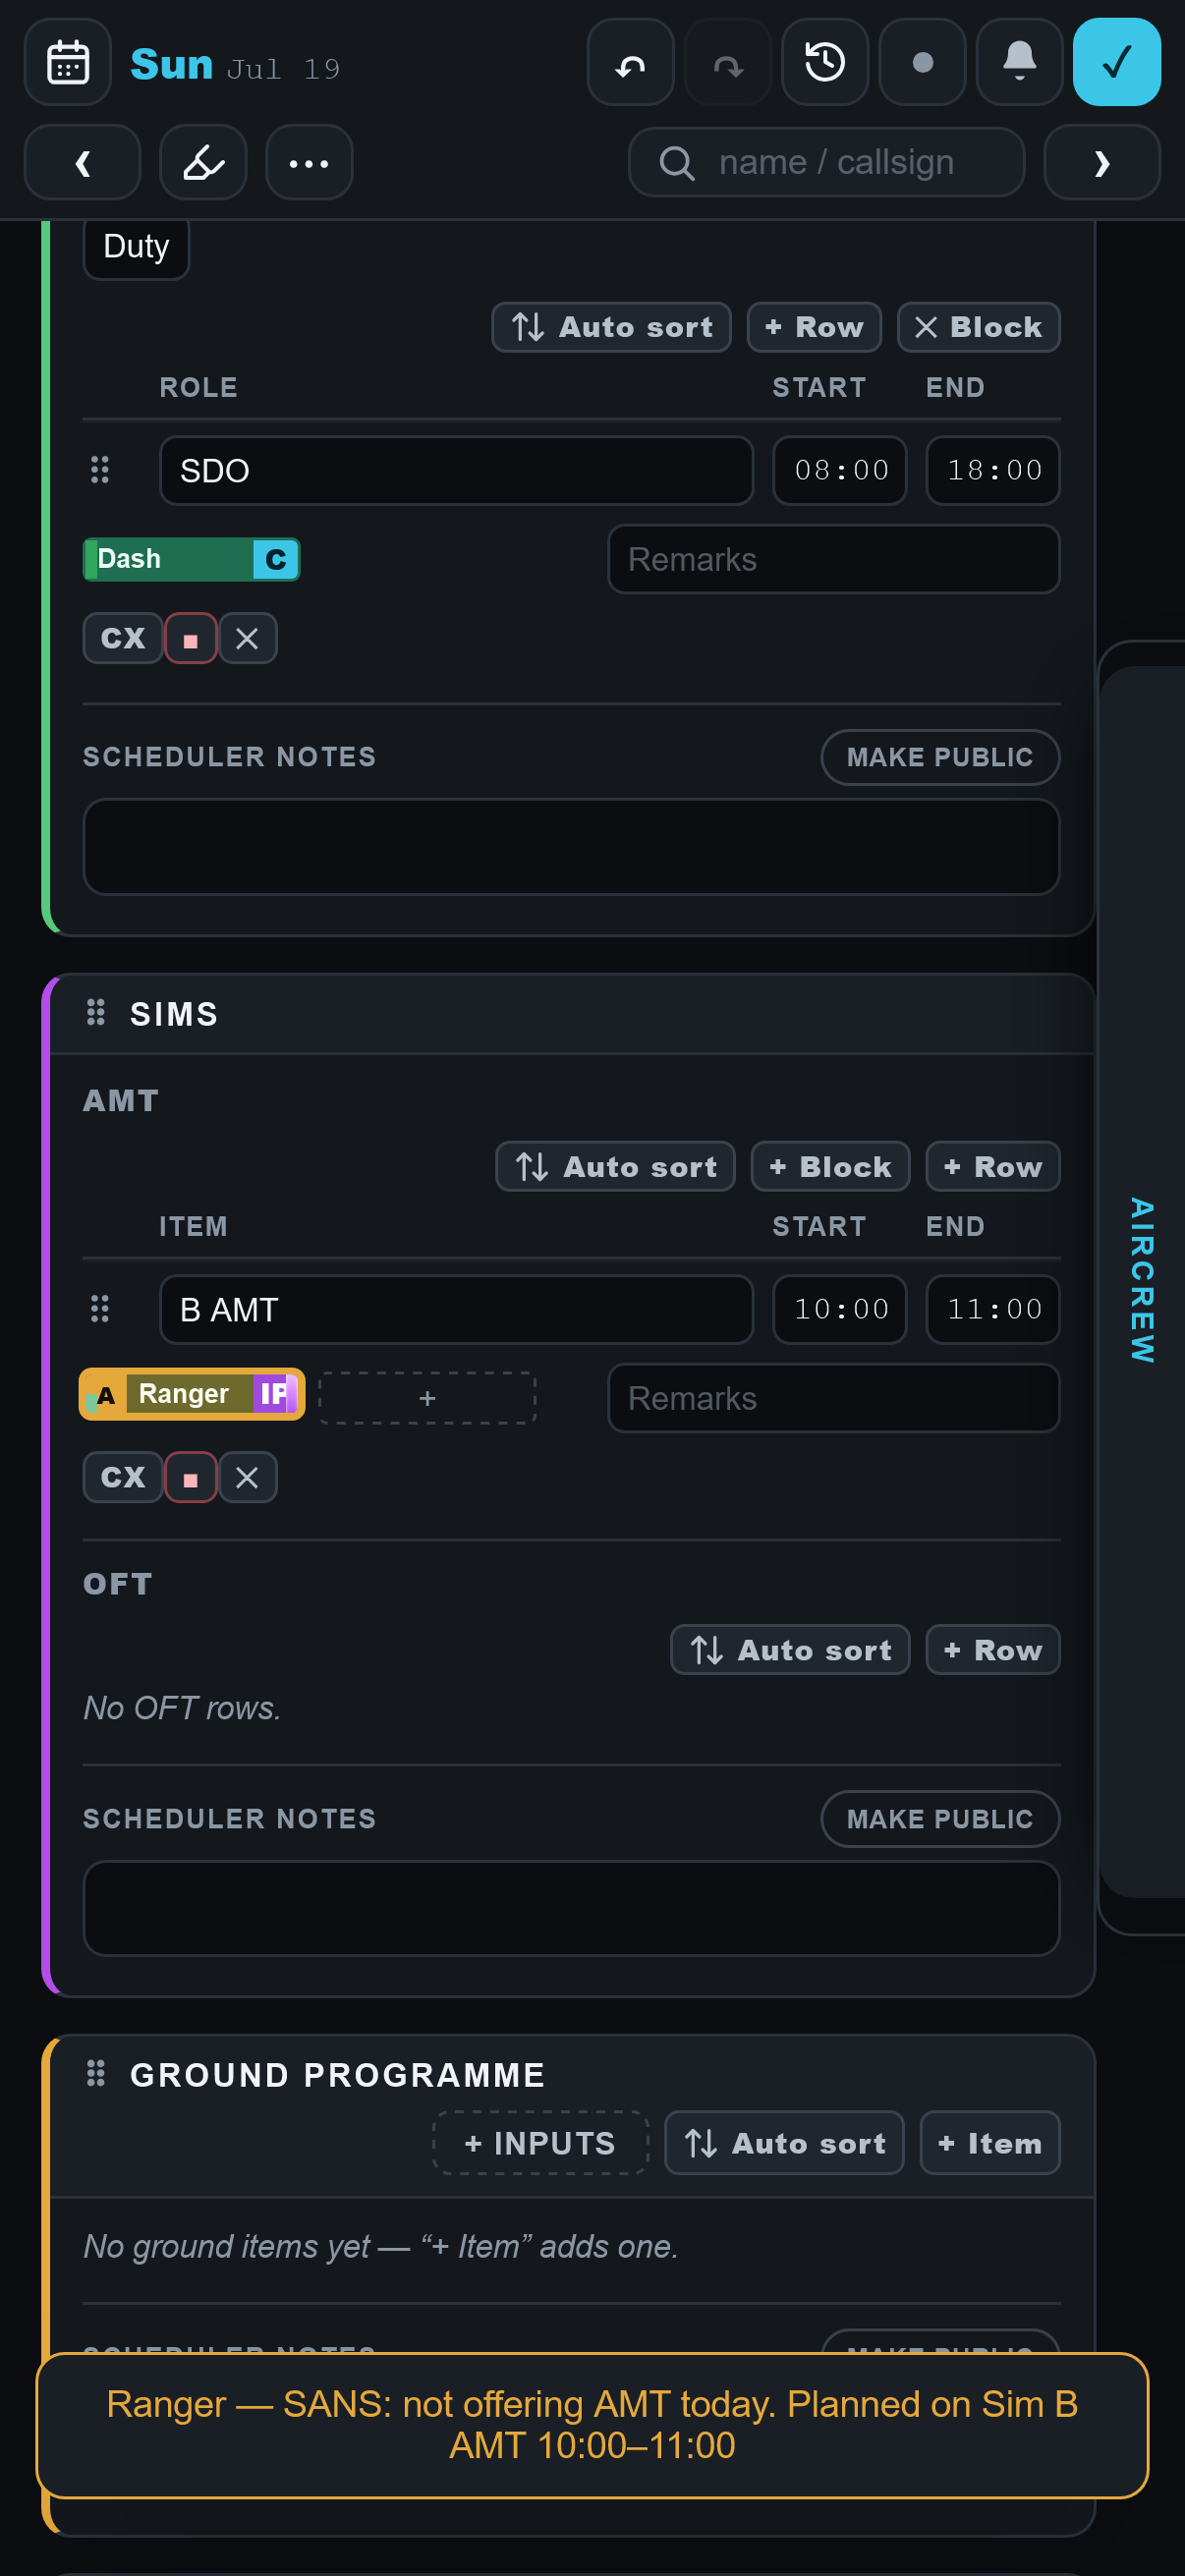 Sun Jul 19
name / callsign
Duty
Auto sort + Row × Block
ROLE START END
SDO 08:00 18:00
Dash C Remarks
CX
SCHEDULER NOTES MAKE PUBLIC
SIMS
AMT
Auto sort + Block + Row
ITEM START END
B AMT 10:00 11:00
A Ranger IP + Remarks
CX
OFT
Auto sort + Row
No OFT rows.
SCHEDULER NOTES MAKE PUBLIC
GROUND PROGRAMME
+ INPUTS Auto sort + Item
No ground items yet — “+ Item” adds one.
SCHEDULER NOTES MAKE PUBLIC
Ranger — SANS: not offering AMT today. Planned on Sim B
AMT 10:00–11:00
AIRCREW